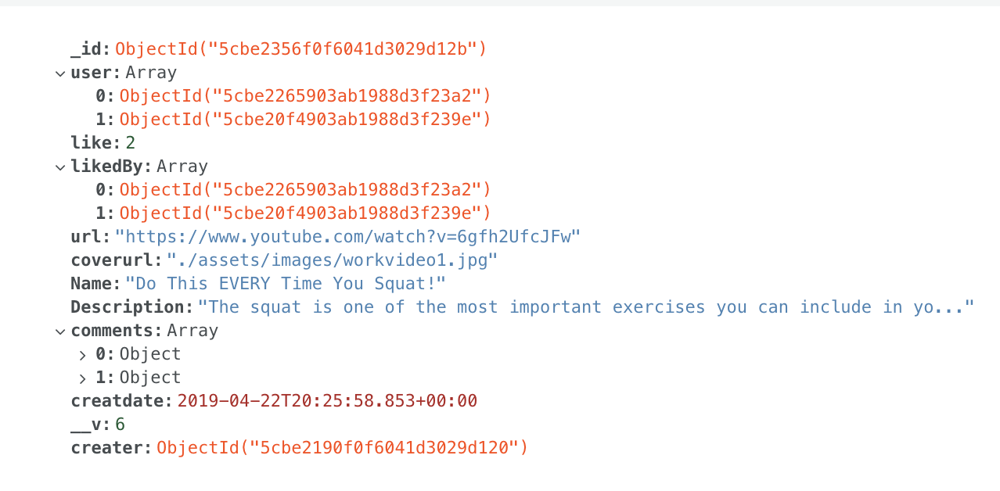 _id: ObjectId("5cbe2356f0f6041d3029d12b")
user: Array
0: ObjectId("5cbe2265903ab1988d3f23a2")
1: ObjectId("5cbe20f4903ab1988d3f239e")
like: 2
likedBy: Array
0: ObjectId("5cbe2265903ab1988d3f23a2")
1: ObjectId("5cbe20f4903ab1988d3f239e")
url: "https://www.youtube.com/watch?v=6gfh2UfcJFw"
coverurl: "./assets/images/workvideo1.jpg"
Name: "Do This EVERY Time You Squat!"
Description: "The squat is one of the most important exercises you can include in yo..."
comments: Array
0: Object
1: Object
creatdate: 2019-04-22T20:25:58.853+00:00
__v: 6
creater: ObjectId("5cbe2190f0f6041d3029d120")